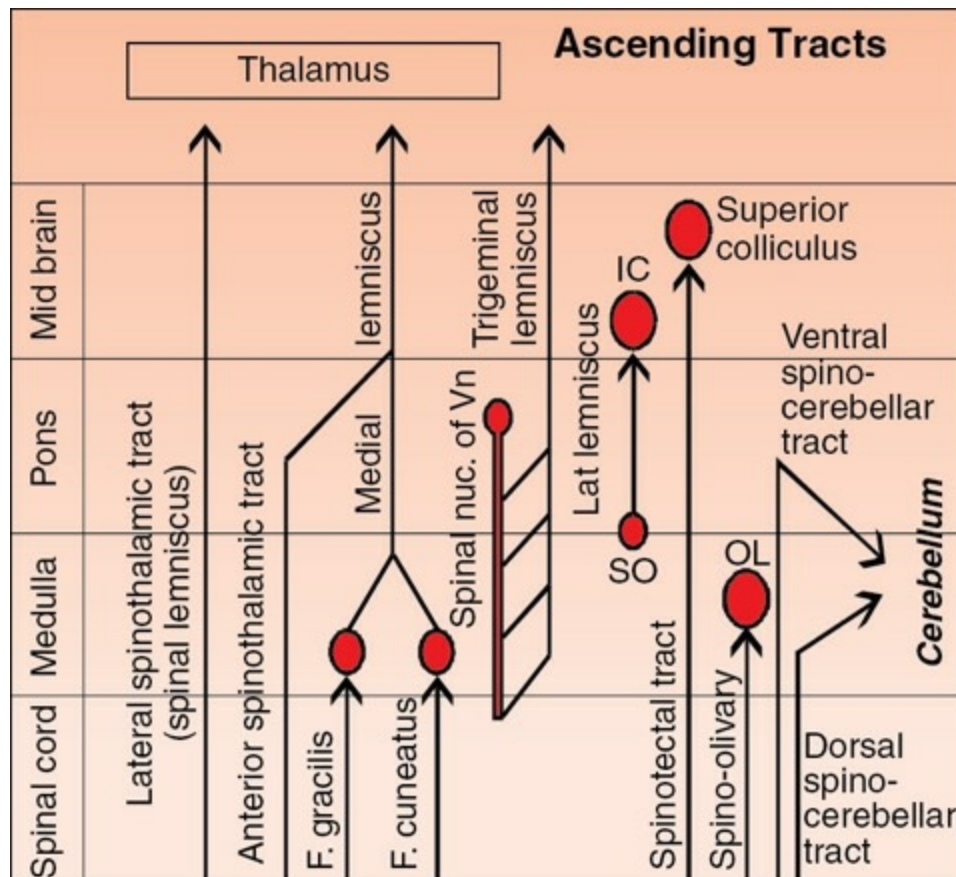 Ascending Tracts
Thalamus
Mid brain
Pons
Medulla
Spinal cord
Lateral spinothalamic tract
(spinal lemniscus)
Anterior spinothalamic tract
F. gracilis
F. cuneatus
Medial
lemniscus
Spinal nuc. of Vn
Trigeminal
lemniscus
Lat lemniscus
IC
SO
Superior
colliculus
Spinotectal tract
OL
Spino-olivary
Ventral
spino-
cerebellar
tract
Cerebellum
Dorsal
spino-
cerebellar
tract